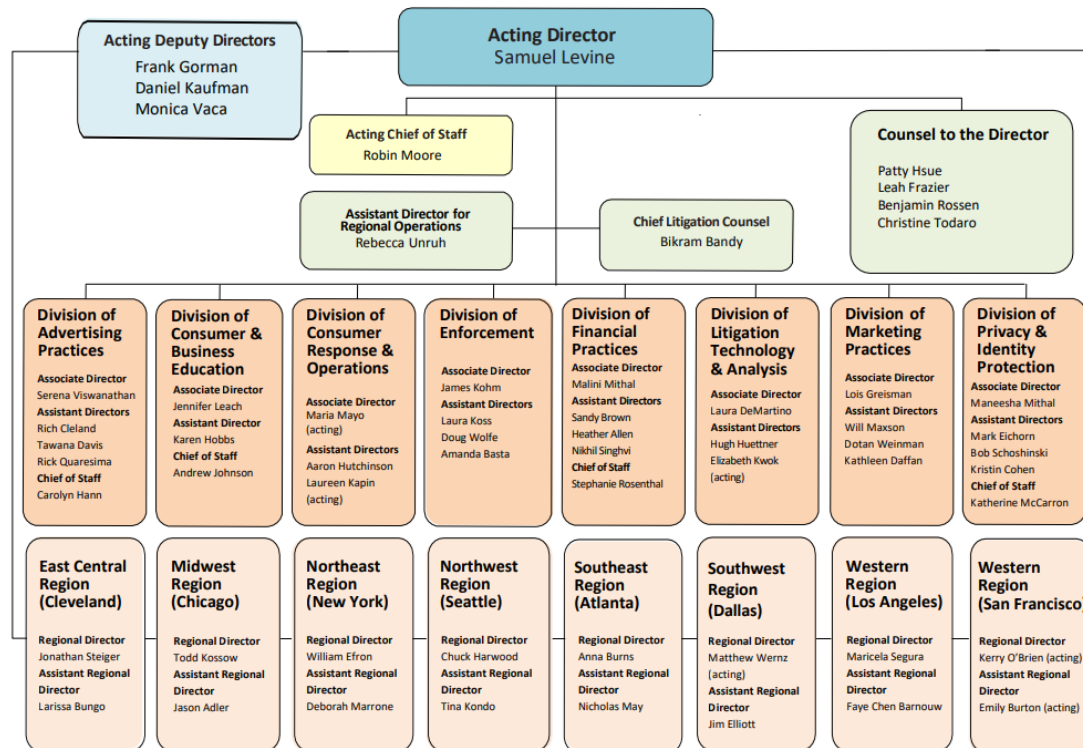 Acting Deputy Directors
Frank Gorman
Daniel Kaufman
Monica Vaca
Acting Director
Samuel Levine
Acting Chief of Staff
Robin Moore
Counsel to the Director
Patty Hsue
Leah Frazier
Benjamin Rossen
Christine Todaro
Assistant Director for
Regional Operations
Rebecca Unruh
Chief Litigation Counsel
Bikram Bandy
Division of
Advertising
Practices
Associate Director
Serena Viswanathan
Assistant Directors
Rich Cleland
Tawana Davis
Rick Quaresima
Chief of Staff
Carolyn Hann
Division of
Consumer &
Business
Education
Associate Director
Jennifer Leach
Assistant Director
Karen Hobbs
Chief of Staff
Andrew Johnson
Division of
Consumer
Response &
Operations
Associate Director
Maria Mayo
(acting)
Assistant Directors
Aaron Hutchinson
Laureen Kapin
(acting)
Division of
Enforcement
Associate Director
James Kohm
Assistant Directors
Laura Koss
Doug Wolfe
Amanda Basta
Division of
Financial
Practices
Associate Director
Malini Mithal
Assistant Directors
Sandy Brown
Heather Allen
Nikhil Singhvi
Chief of Staff
Stephanie Rosenthal
Division of
Litigation
Technology
& Analysis
Associate Director
Laura DeMartino
Assistant Directors
Hugh Huettner
Elizabeth Kwok
(acting)
Division of
Marketing
Practices
Associate Director
Lois Greisman
Assistant Directors
Will Maxson
Dotan Weinman
Kathleen Daffan
Division of
Privacy &
Identity
Protection
Associate Director
Maneesha Mithal
Assistant Directors
Mark Eichorn
Bob Schoshinski
Kristin Cohen
Chief of Staff
Katherine McCarron
East Central
Region
(Cleveland)
Regional Director
Jonathan Steiger
Assistant Regional
Director
Larissa Bungo
Midwest
Region
(Chicago)
Regional Director
Todd Kossow
Assistant Regional
Director
Jason Adler
Northeast
Region
(New York)
Regional Director
William Efron
Assistant Regional
Director
Deborah Marrone
Northwest
Region
(Seattle)
Regional Director
Chuck Harwood
Assistant Regional
Director
Tina Kondo
Southeast
Region
(Atlanta)
Regional Director
Anna Burns
Assistant Regional
Director
Nicholas May
Southwest
Region
(Dallas)
Regional Director
Matthew Wernz
(acting)
Assistant Regional
Director
Jim Elliott
Western
Region
(Los Angeles)
Regional Director
Maricela Segura
Assistant Regional
Director
Faye Chen Barnouw
Western
Region
(San Francisco)
Regional Director
Kerry O’Brien (acting)
Assistant Regional
Director
Emily Burton (acting)